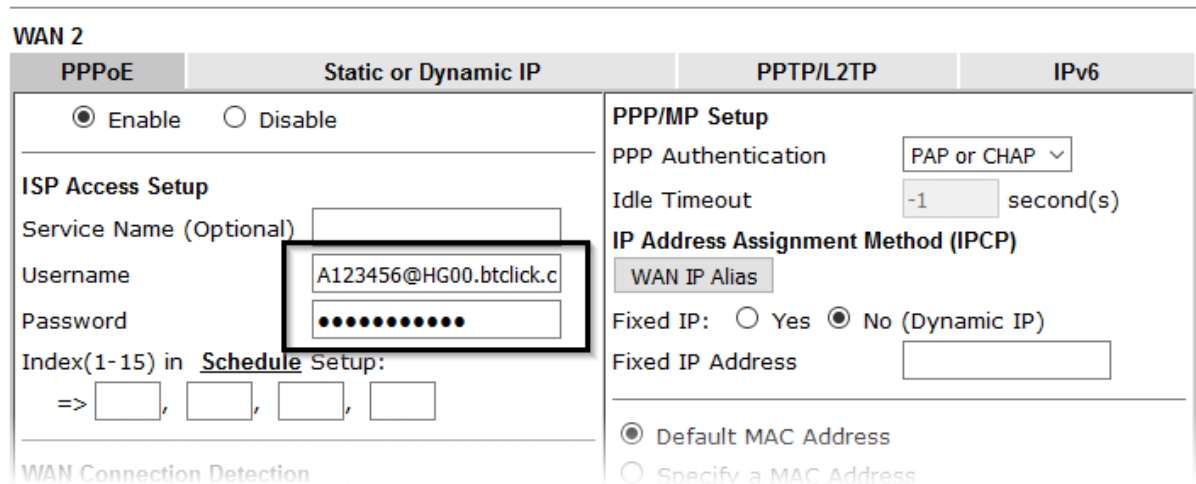 WAN 2
PPPoE
Static or Dynamic IP
PPTP/L2TP
IPv6
Enable
Disable
ISP Access Setup
Service Name (Optional)
Username
A123456@HG00.btclick.c
Password
●●●●●●●●●●●
Index(1-15) in Schedule Setup:
=> , , ,
WAN Connection Detection
PPP/MP Setup
PPP Authentication
PAP or CHAP
Idle Timeout
-1
second(s)
IP Address Assignment Method (IPCP)
WAN IP Alias
Fixed IP:
Yes
No (Dynamic IP)
Fixed IP Address
Default MAC Address
Specify a MAC Address